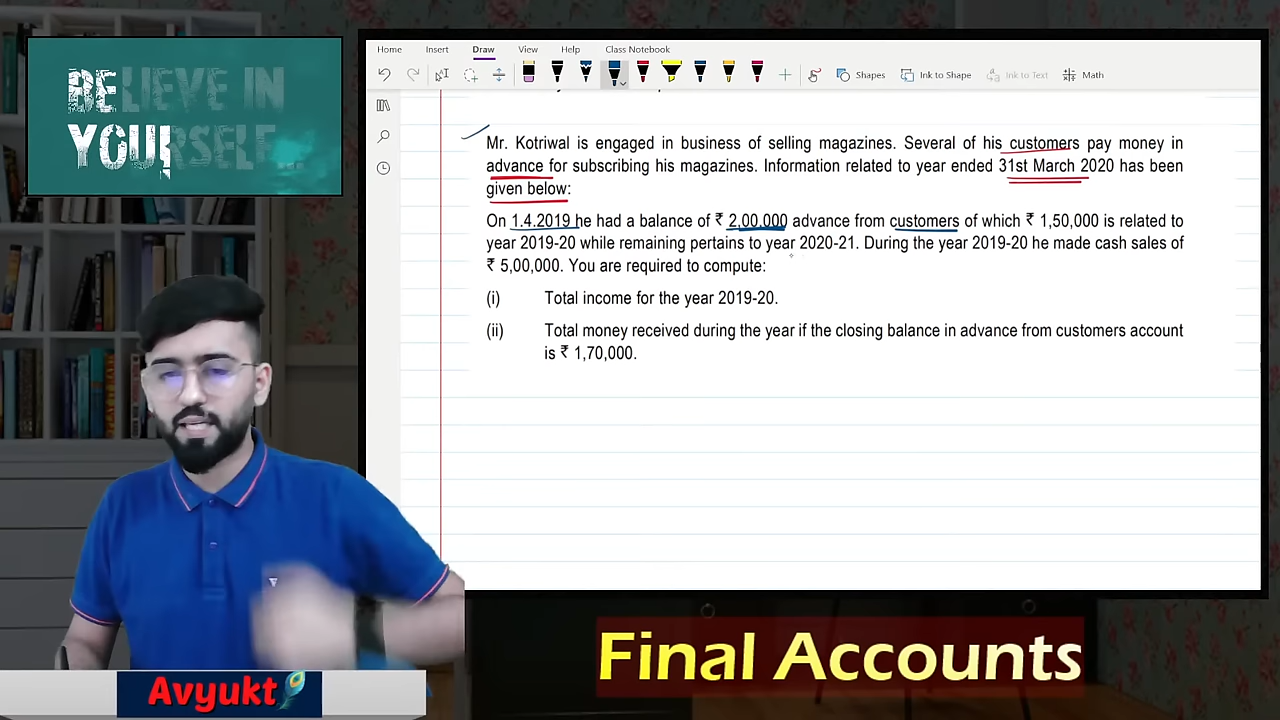 BELIEVE IN
YOURSELF...
Home Insert Draw View Help Class Notebook
Shapes Ink to Shape Ink to Text Math
Mr. Kotriwal is engaged in business of selling magazines. Several of his customers pay money in
advance for subscribing his magazines. Information related to year ended 31st March 2020 has been
given below:
On 1.4.2019 he had a balance of ₹ 2,00,000 advance from customers of which ₹ 1,50,000 is related to
year 2019-20 while remaining pertains to year 2020-21. During the year 2019-20 he made cash sales of
₹ 5,00,000. You are required to compute:
(i) Total income for the year 2019-20.
(ii) Total money received during the year if the closing balance in advance from customers account
is ₹ 1,70,000.
Final Accounts
Avyukt